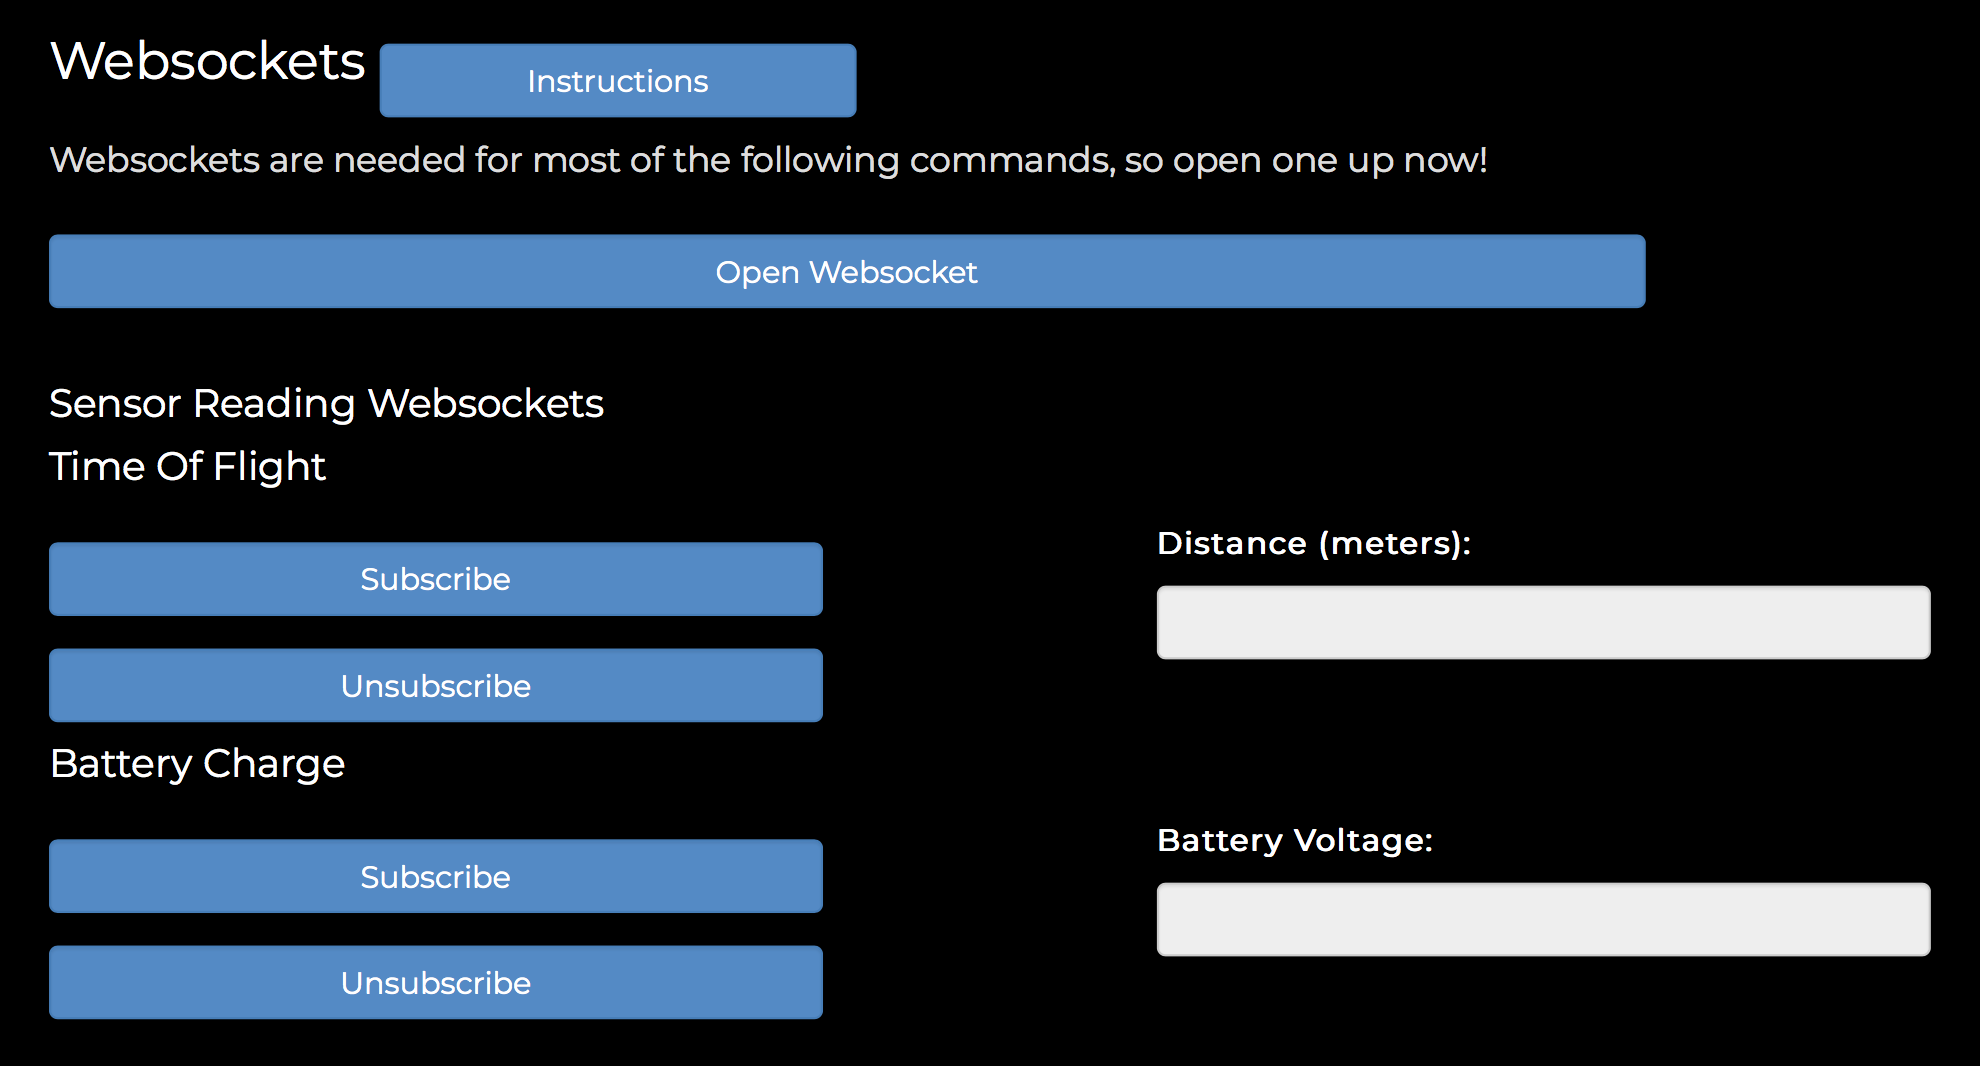 Websockets
Instructions
Websockets are needed for most of the following commands, so open one up now!
Open Websocket
Sensor Reading Websockets
Time Of Flight
Subscribe
Distance (meters):
Unsubscribe
Battery Charge
Subscribe
Battery Voltage:
Unsubscribe